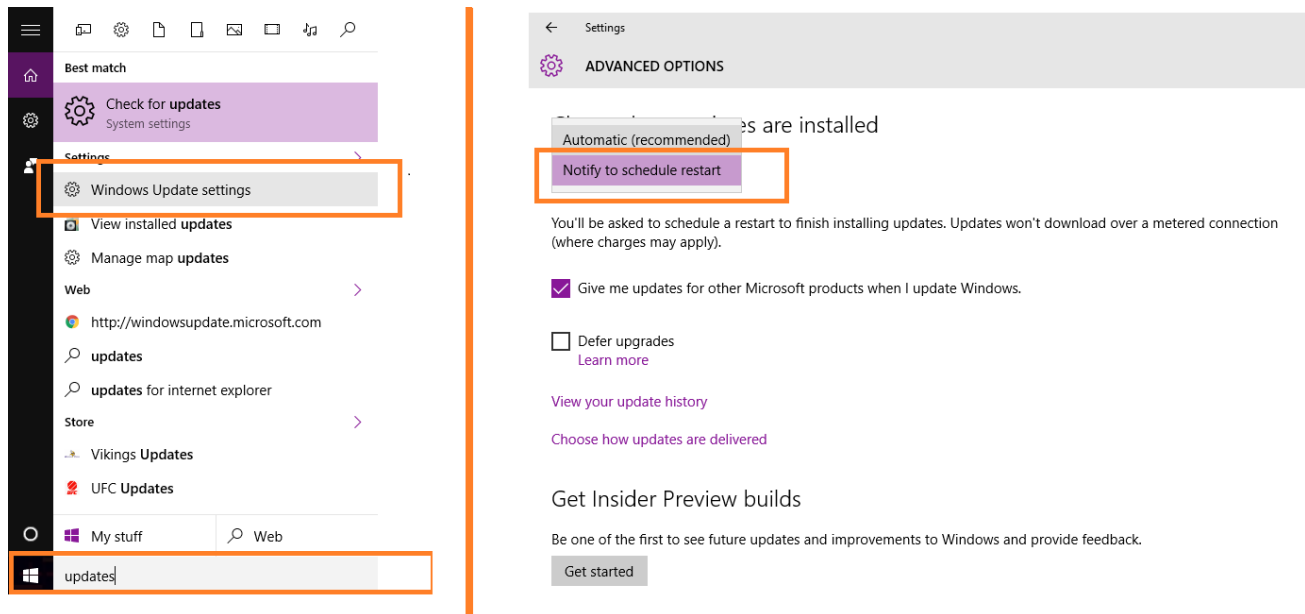 Best match
Check for updates
System settings
Settings
Windows Update settings
View installed updates
Manage map updates
Web
http://windowsupdate.microsoft.com
updates
updates for internet explorer
Store
Vikings Updates
UFC Updates
My stuff
Web
updates
Settings
ADVANCED OPTIONS
are installed
Automatic (recommended)
Notify to schedule restart
You'll be asked to schedule a restart to finish installing updates. Updates won't download over a metered connection
(where charges may apply).
Give me updates for other Microsoft products when I update Windows.
Defer upgrades
Learn more
View your update history
Choose how updates are delivered
Get Insider Preview builds
Be one of the first to see future updates and improvements to Windows and provide feedback.
Get started